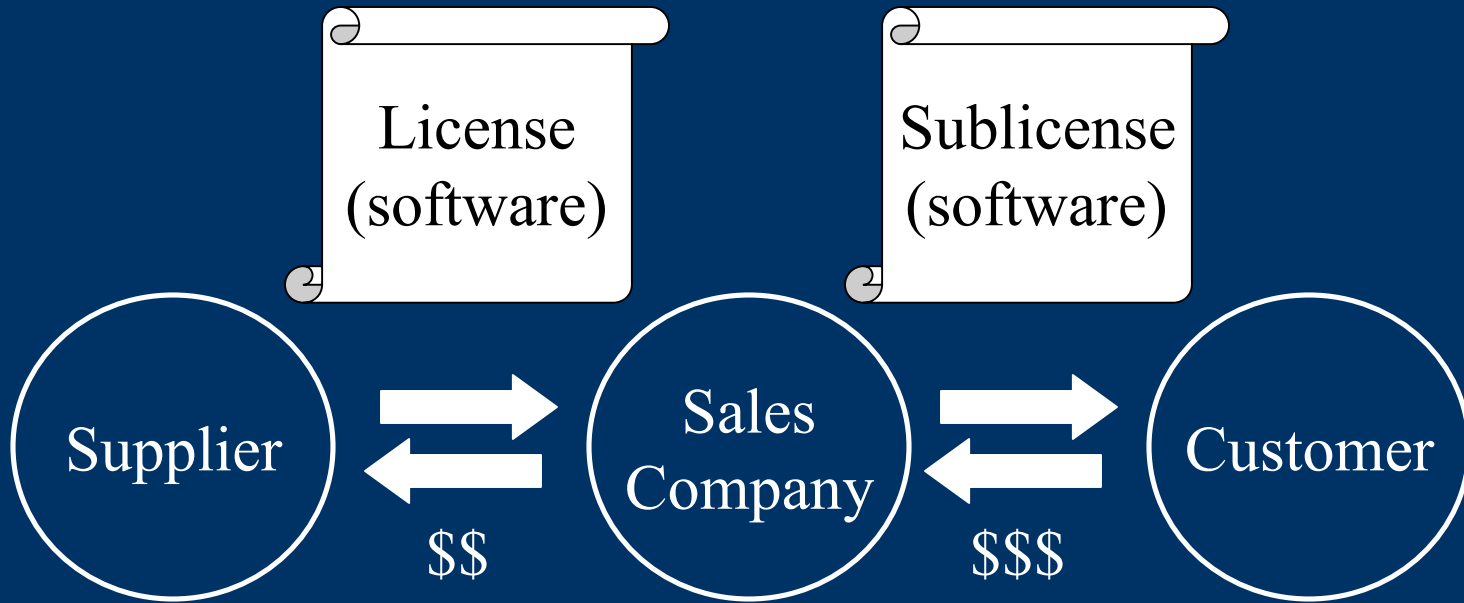 License
(software)
Sublicense
(software)
Supplier
Sales
Company
Customer
$$
$$$